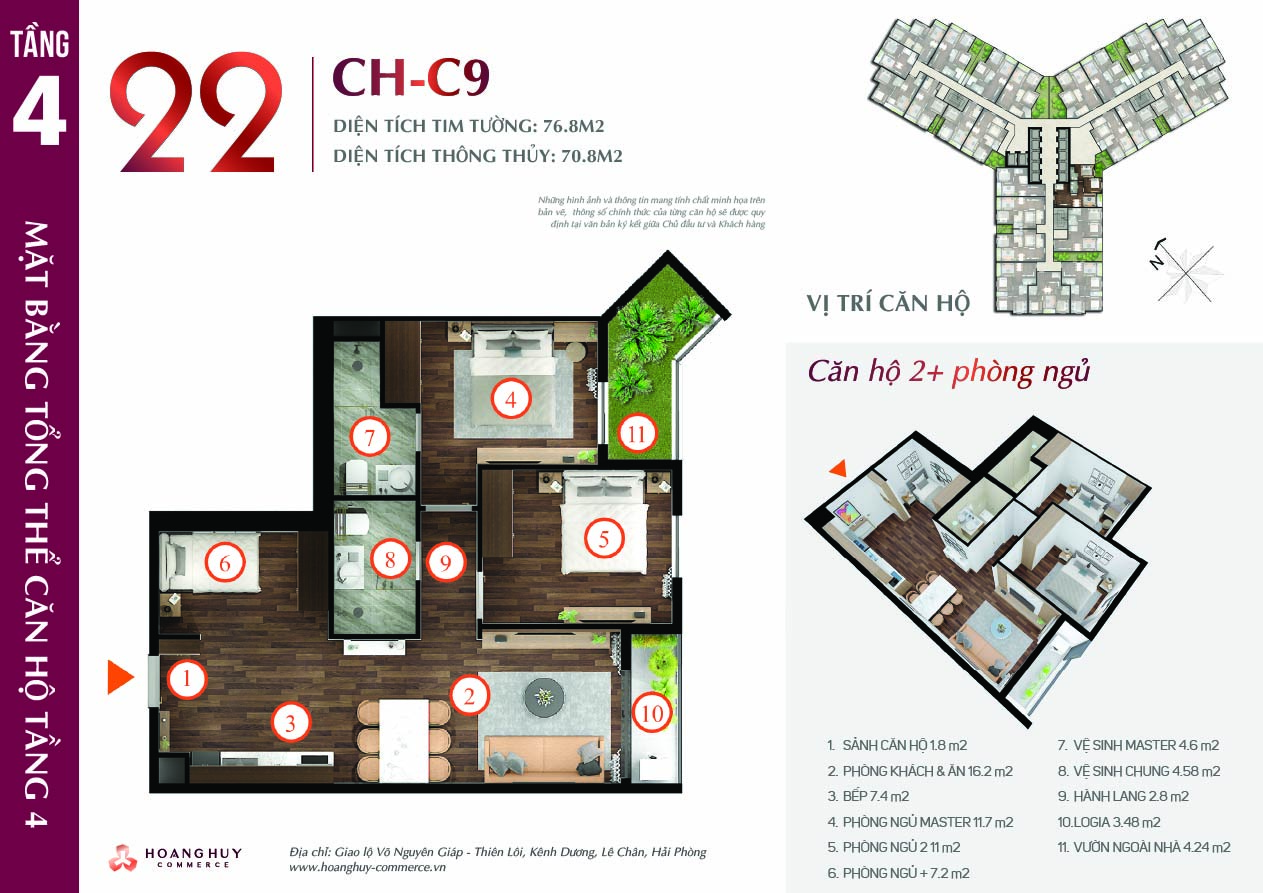 TẦNG
4
MẶT BẰNG TỔNG THỂ CĂN HỘ TẦNG 4
22
CH-C9
DIỆN TÍCH TIM TƯỜNG: 76.8M2
DIỆN TÍCH THÔNG THỦY: 70.8M2
Những hình ảnh và thông tin mang tính chất minh họa trên
bản vẽ, thông số chính thức của từng căn hộ sẽ được quy
định tại văn bản ký kết giữa Chủ đầu tư và Khách hàng
N
VỊ TRÍ CĂN HỘ
4
11
7
5
8
9
6
1
2
3
10
Căn hộ 2+ phòng ngủ
1. SẢNH CĂN HỘ 1.8 m2
2. PHÒNG KHÁCH & ĂN 16.2 m2
3. BẾP 7.4 m2
4. PHÒNG NGỦ MASTER 11.7 m2
5. PHÒNG NGỦ 2 11 m2
6. PHÒNG NGỦ + 7.2 m2
7. VỆ SINH MASTER 4.6 m2
8. VỆ SINH CHUNG 4.58 m2
9. HÀNH LANG 2.8 m2
10.LOGIA 3.48 m2
11. VƯỜN NGOÀI NHÀ 4.24 m2
HOANG HUY
COMMERCE
Địa chỉ: Giao lộ Võ Nguyên Giáp - Thiên Lôi, Kênh Dương, Lê Chân, Hải Phòng
www.hoanghuy-commerce.vn